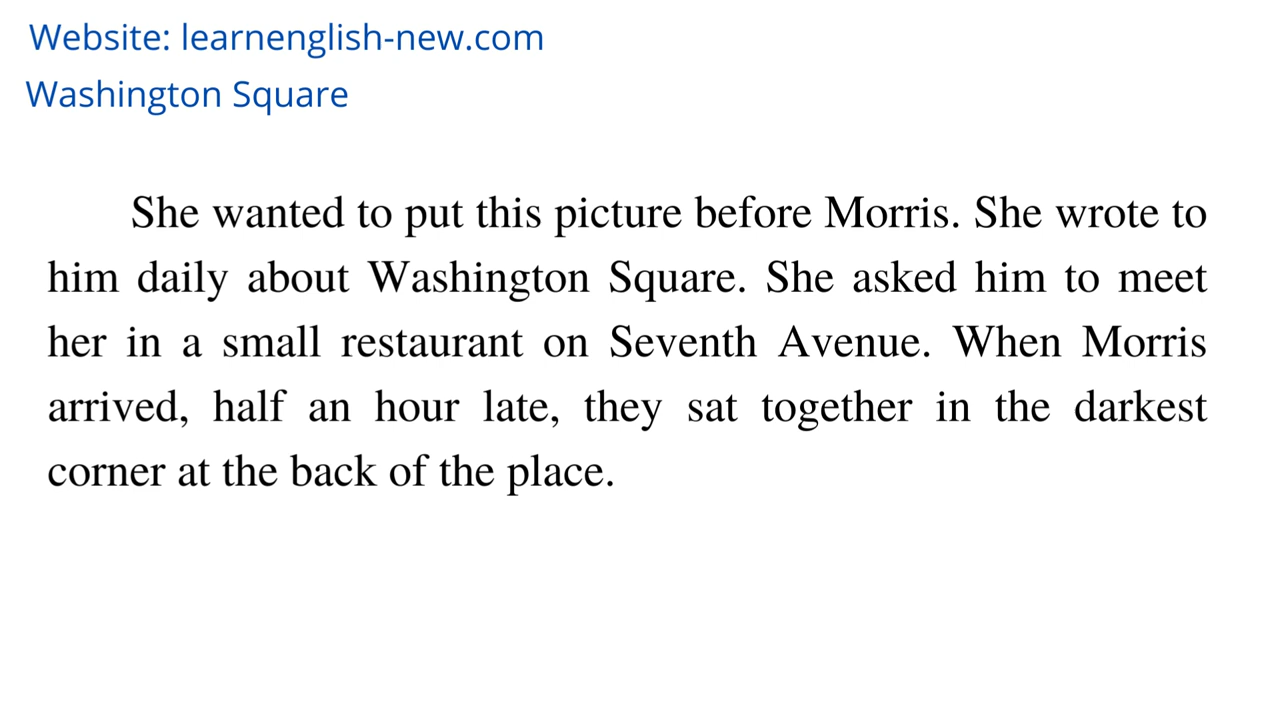 Website: learnenglish-new.com
Washington Square
She wanted to put this picture before Morris. She wrote to
him daily about Washington Square. She asked him to meet
her in a small restaurant on Seventh Avenue. When Morris
arrived, half an hour late, they sat together in the darkest
corner at the back of the place.